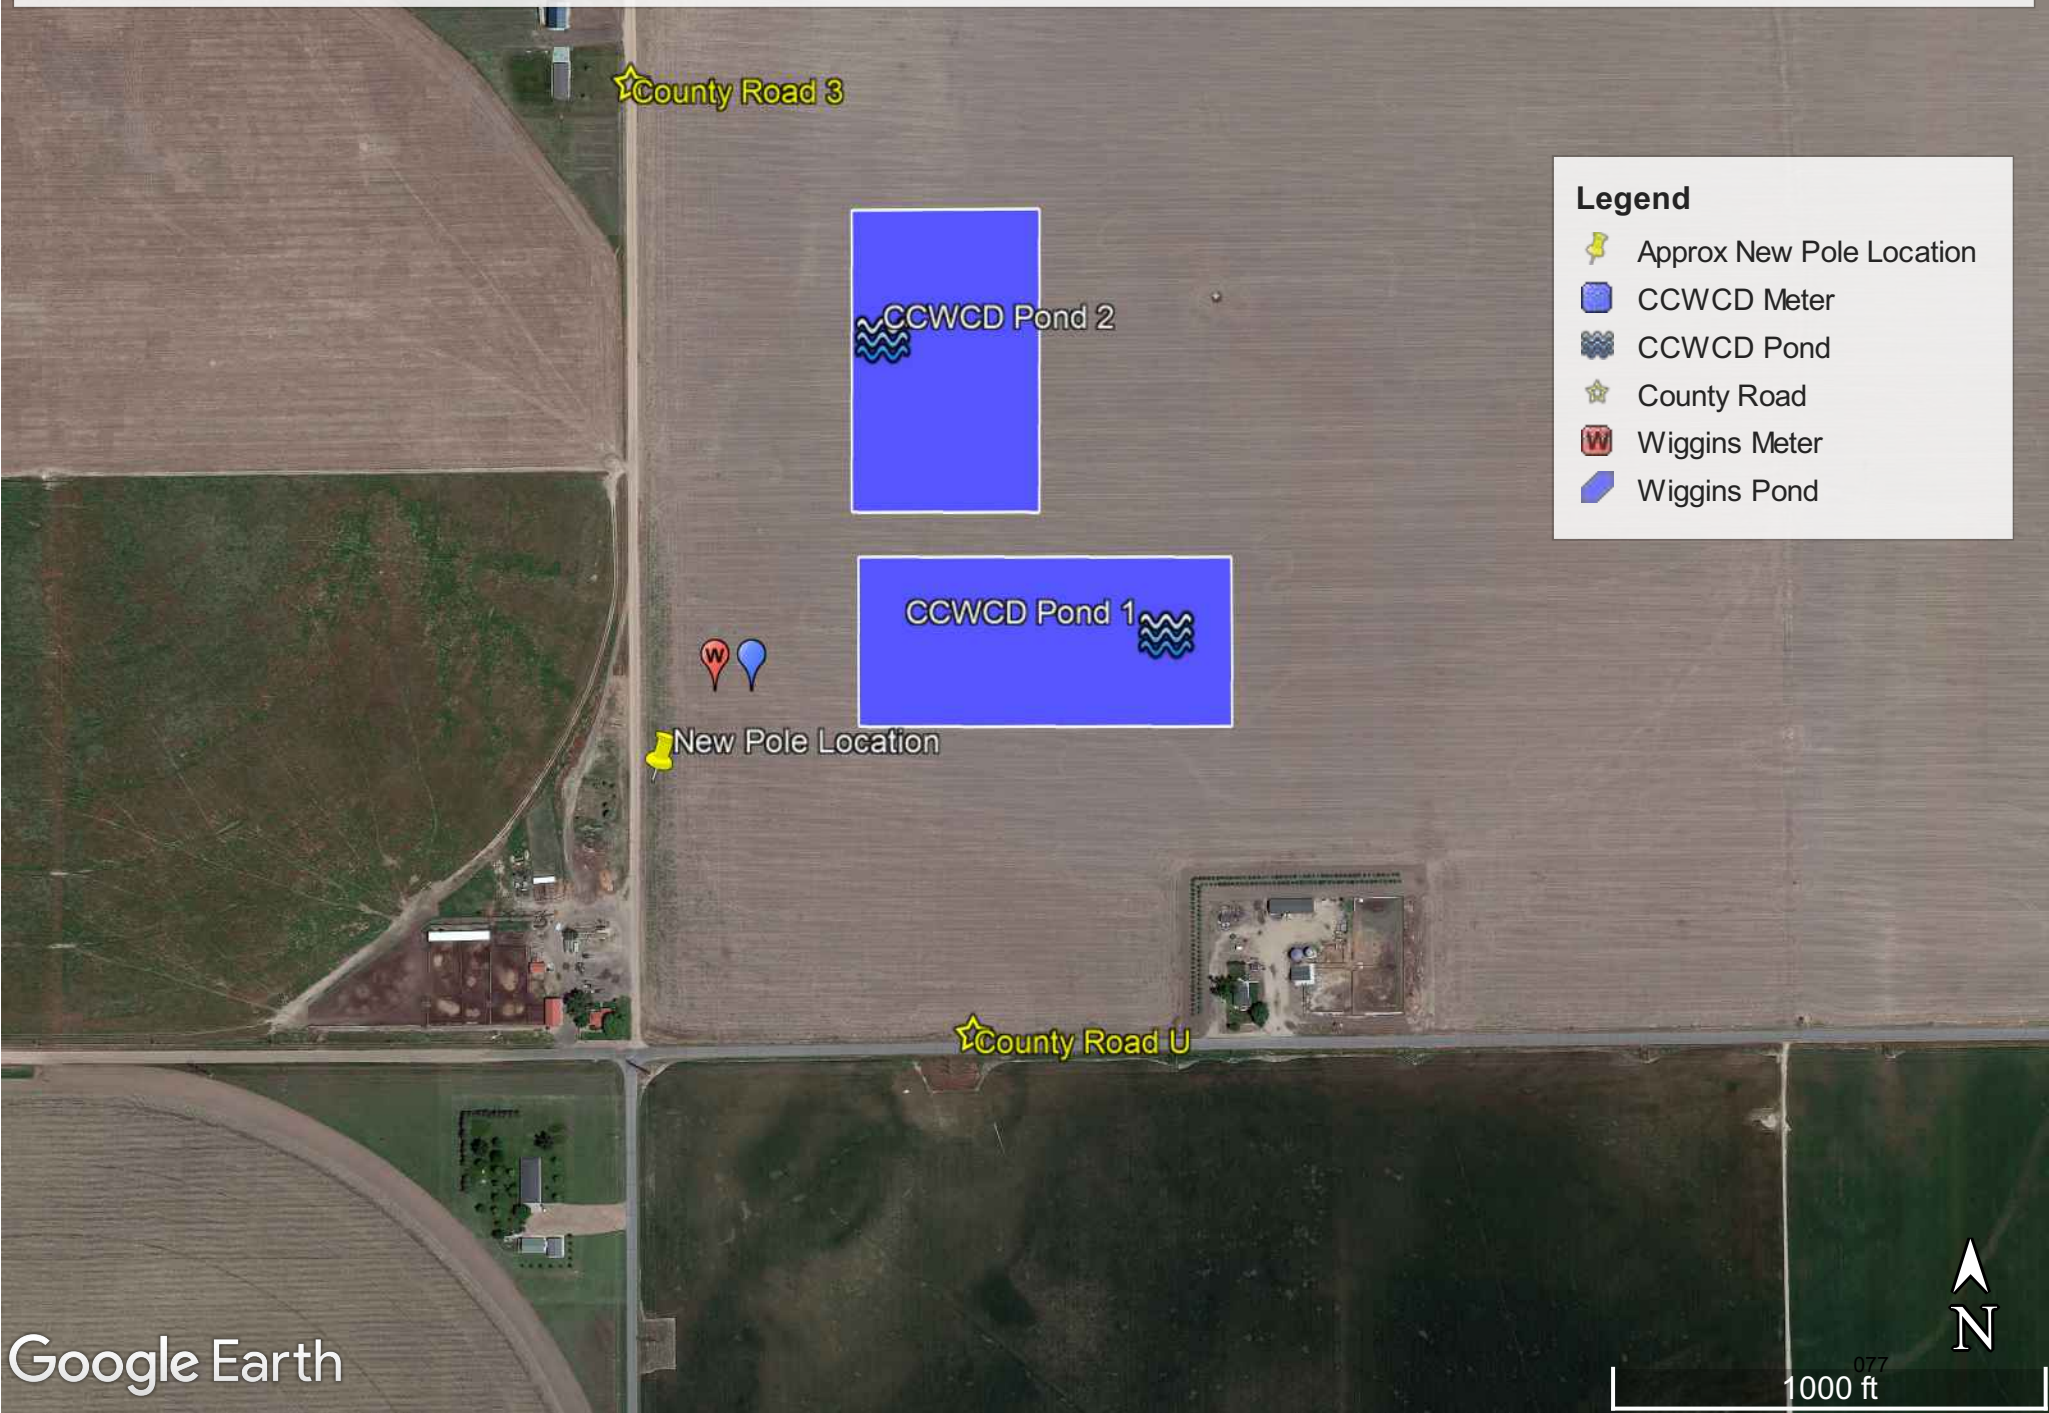 County Road 3
Legend
Approx New Pole Location
CCWCD Meter
CCWCD Pond
County Road
W Wiggins Meter
Wiggins Pond
CCWCD Pond 2
CCWCD Pond 1
W
New Pole Location
County Road U
N
Google Earth
077
1000 ft